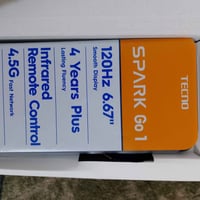 TECNO
SPARK Go 1
120Hz 6.67"
Smooth Display
4 Years Plus
Lasting Fluency
Infrared
Remote Control
.5G
Fast Network